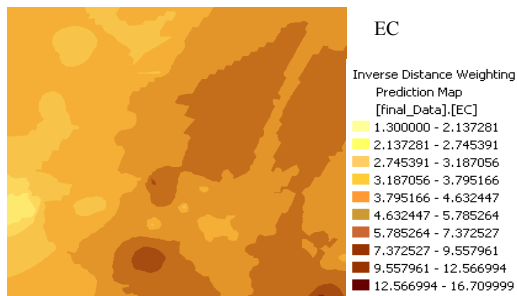 EC
Inverse Distance Weighting
Prediction Map
[final_Data].[EC]
1.300000 - 2.137281
2.137281 - 2.745391
2.745391 - 3.187056
3.187056 - 3.795166
3.795166 - 4.632447
4.632447 - 5.785264
5.785264 - 7.372527
7.372527 - 9.557961
9.557961 - 12.566994
12.566994 - 16.709999